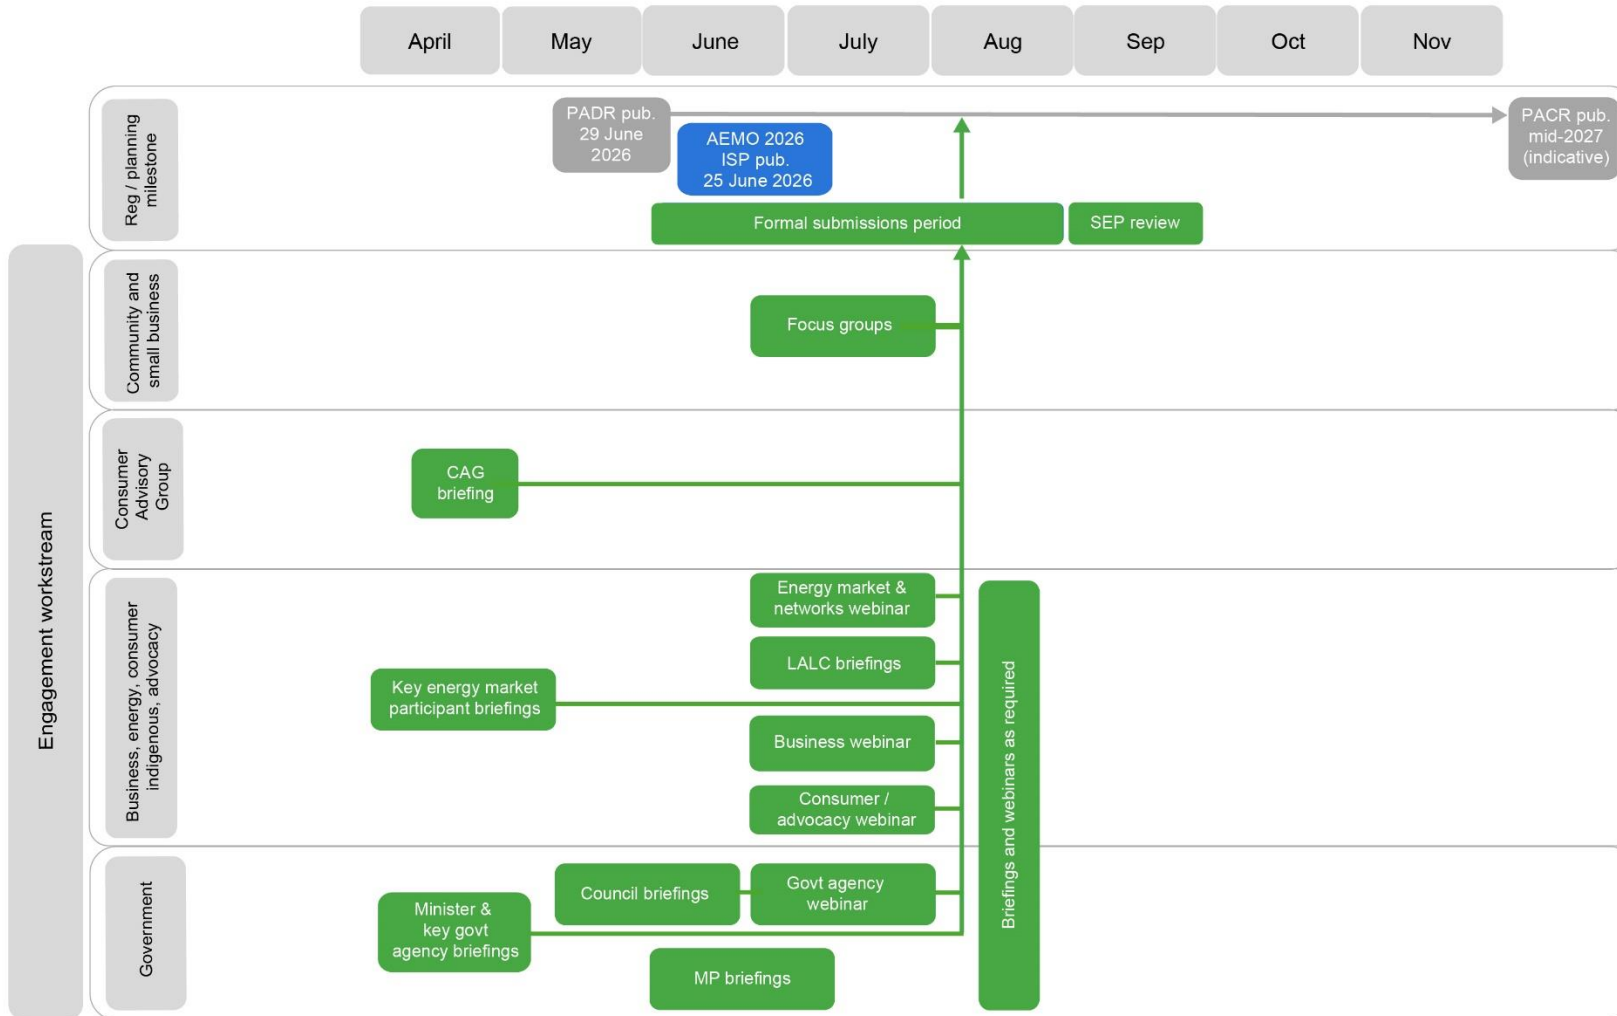 April
May
June
July
Aug
Sep
Oct
Nov
Reg / planning
milestone
PADR pub.
29 June
2026
AEMO 2026
ISP pub.
25 June 2026
PACR pub.
mid-2027
(indicative)
Formal submissions period
SEP review
Engagement workstream
Community and
small business
Focus groups
Consumer
Advisory
Group
CAG
briefing
Business, energy, consumer
indigenous, advocacy
Energy market &
networks webinar
LALC briefings
Key energy market
participant briefings
Business webinar
Consumer /
advocacy webinar
Briefings and webinars as required
Government
Council briefings
Govt agency
webinar
Minister &
key govt
agency briefings
MP briefings